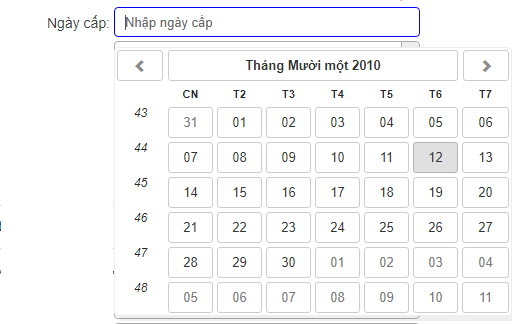 Ngày cấp: Nhập ngày cấp
Tháng Mười một 2010
CN T2 T3 T4 T5 T6 T7
43 31 01 02 03 04 05 06
44 07 08 09 10 11 12 13
45 14 15 16 17 18 19 20
46 21 22 23 24 25 26 27
47 28 29 30 01 02 03 04
48 05 06 07 08 09 10 11